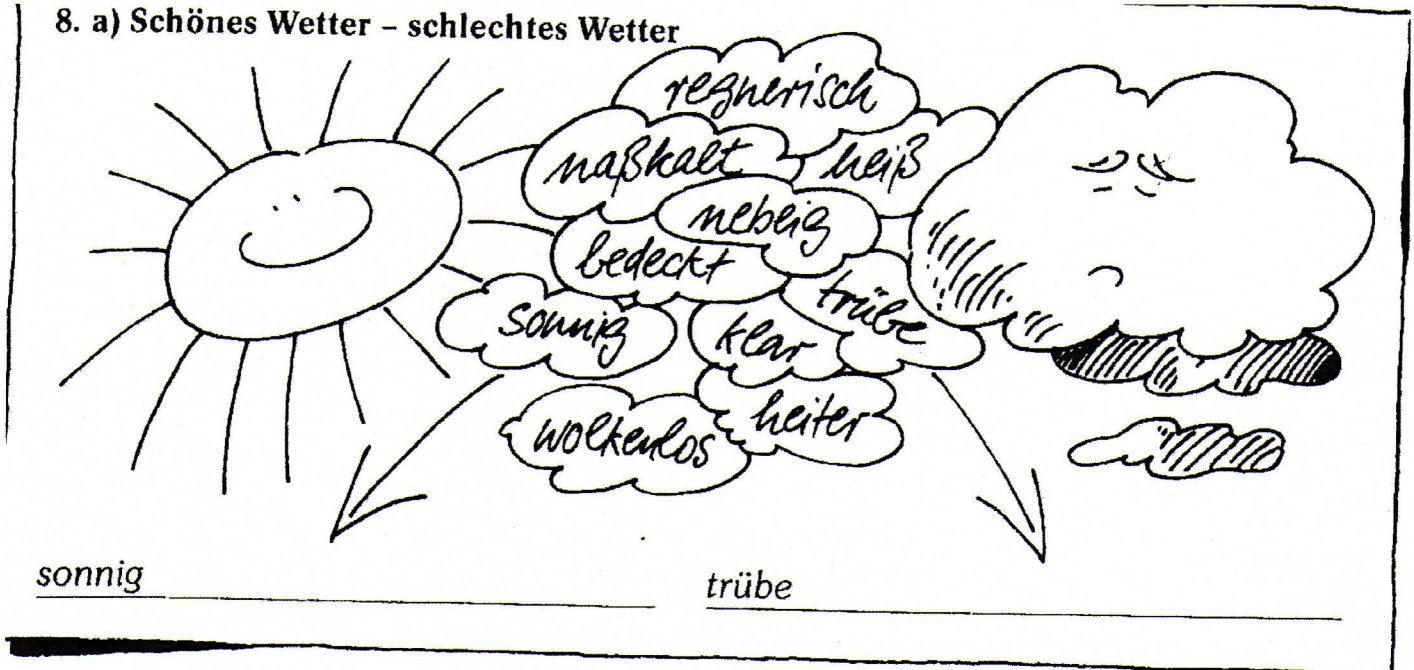 8. a) Schönes Wetter – schlechtes Wetter
regnerisch
naßkalt
heiß
neblig
bedeckt
trübe
sonnig
klar
heiter
wolkenlos
sonnig
trübe